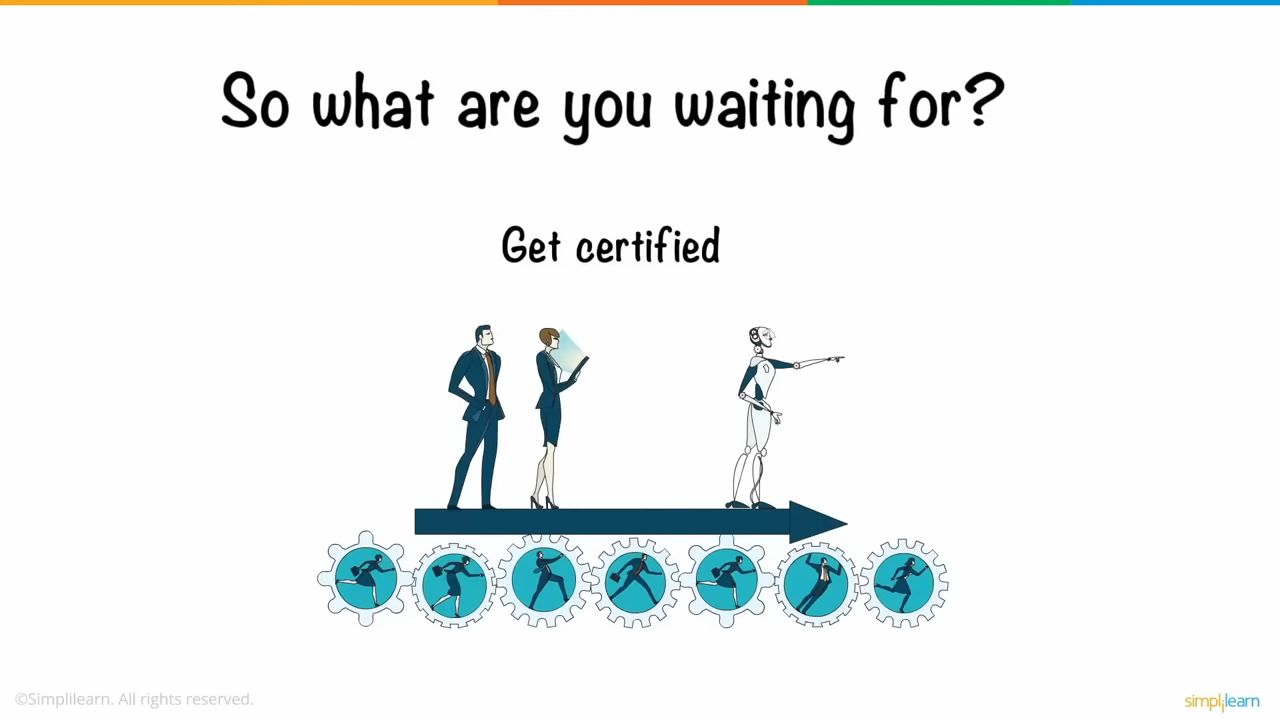 So what are you waiting for?
Get certified
©Simplilearn. All rights reserved.
simplilearn